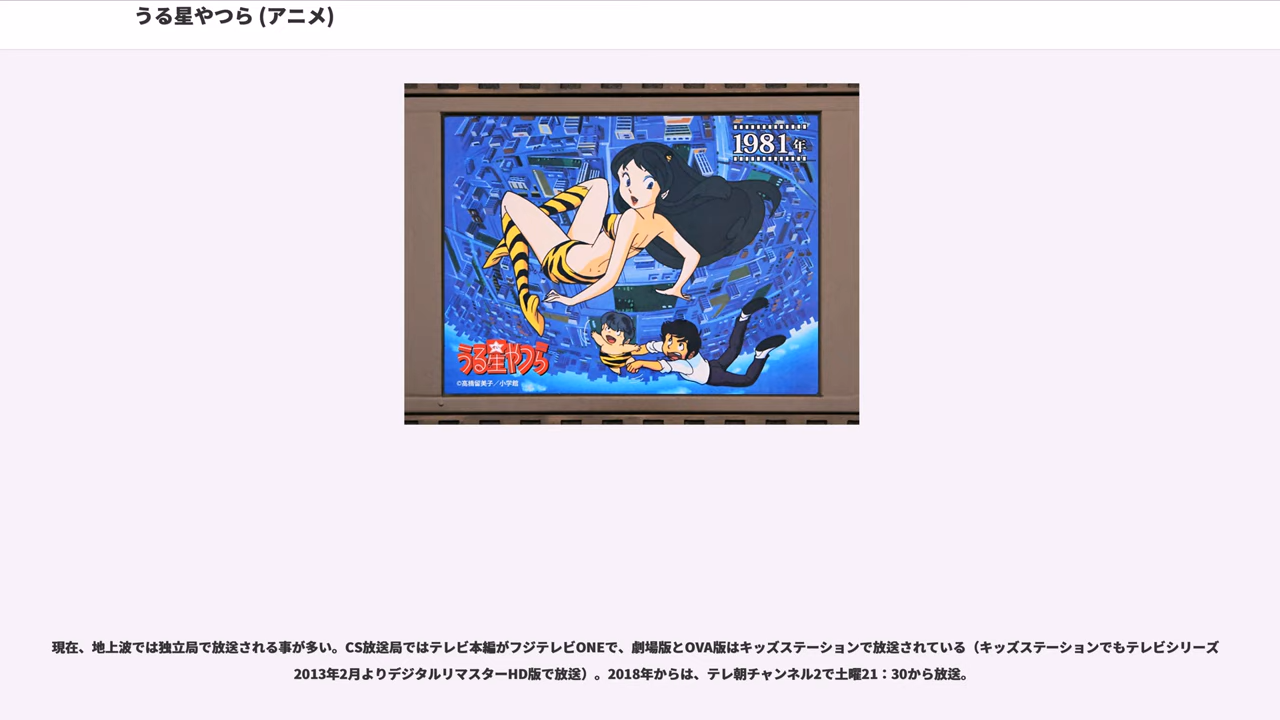 うる星やつら (アニメ)
1981年
うる星やつら
©高橋留美子／小学館
現在、地上波では独立局で放送される事が多い。CS放送局ではテレビ本編がフジテレビONEで、劇場版とOVA版はキッズステーションで放送されている（キッズステーションでもテレビシリーズ
2013年2月よりデジタルリマスターHD版で放送）。2018年からは、テレ朝チャンネル2で土曜21：30から放送。